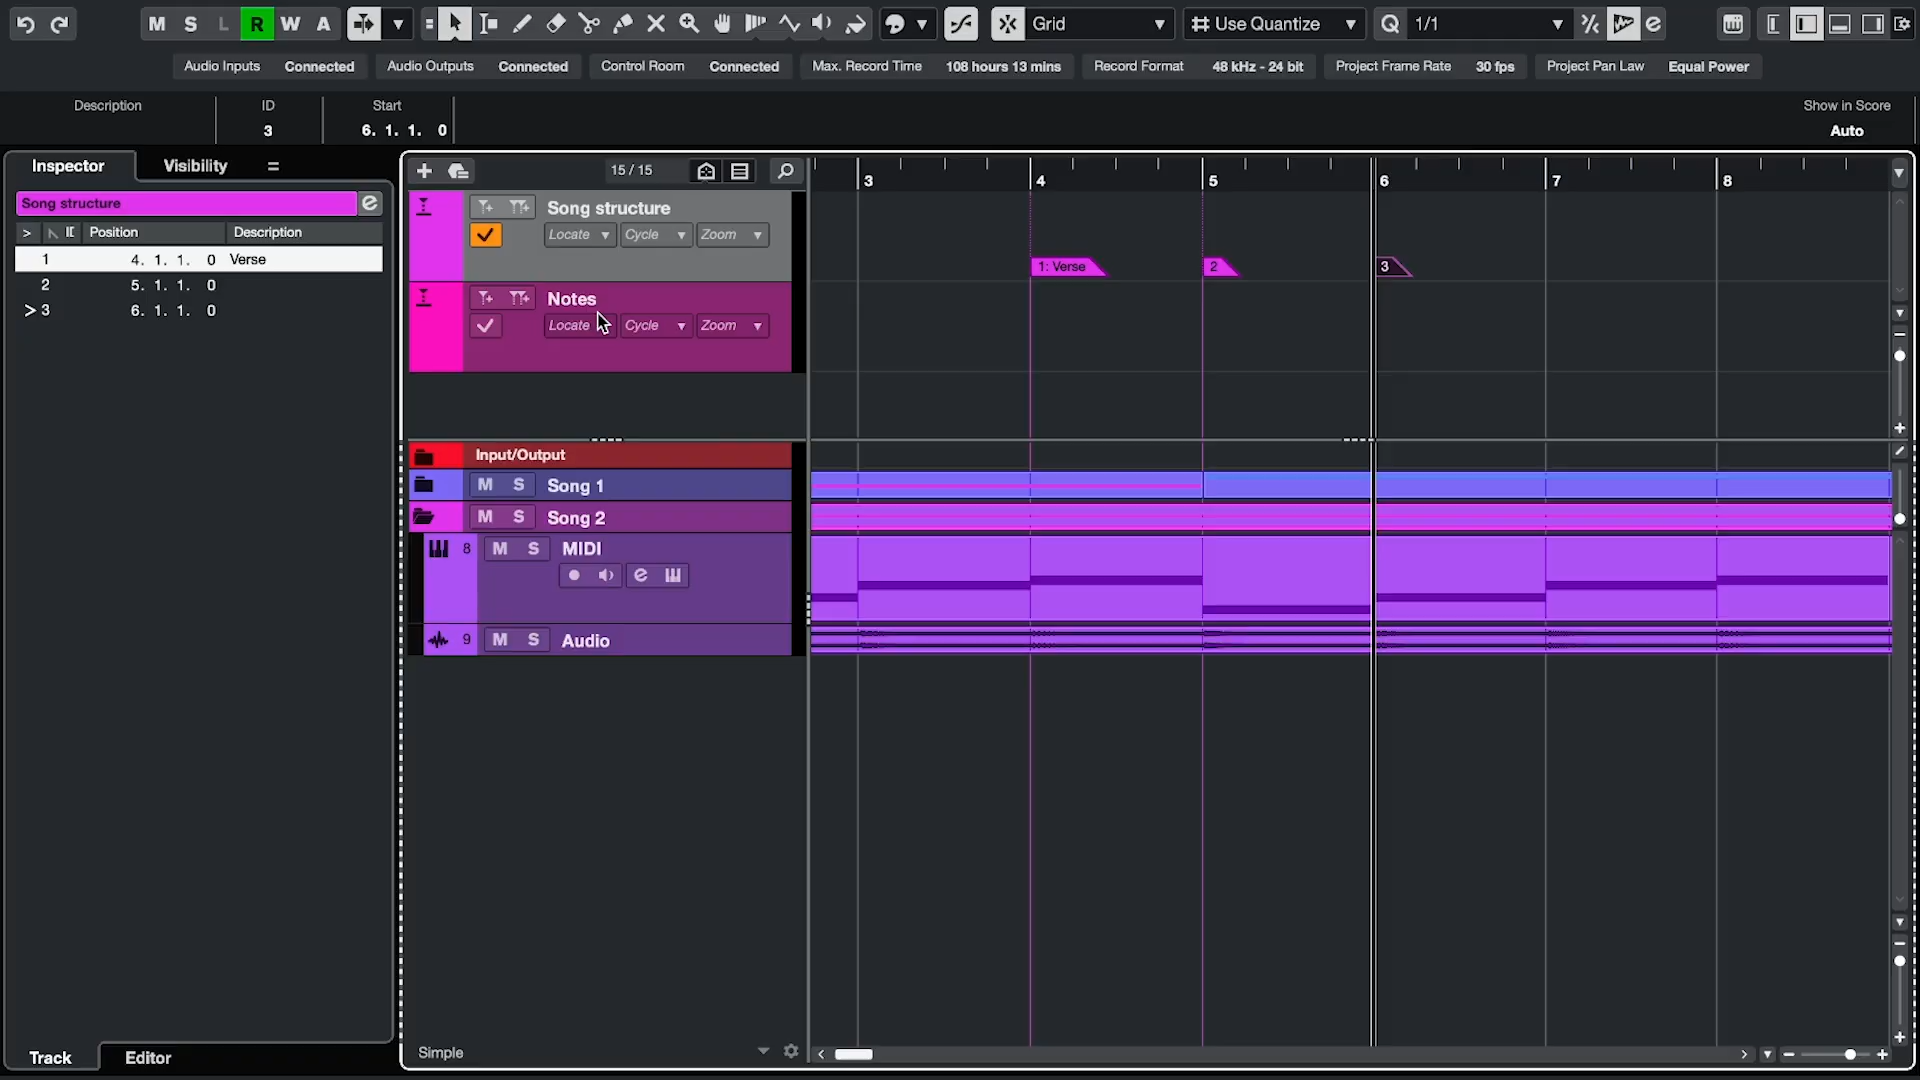 M S L R W A Grid Use Quantize Q 1/1
Audio Inputs Connected Audio Outputs Connected Control Room Connected Max. Record Time 108 hours 13 mins Record Format 48 kHz - 24 bit Project Frame Rate 30 fps Project Pan Law Equal Power
Description ID Start Show in Score
3 6. 1. 1. 0 Auto
Inspector Visibility
Song structure
Position Description
1 4. 1. 1. 0 Verse
2 5. 1. 1. 0
> 3 6. 1. 1. 0
15 / 15
3 4 5 6 7 8
Song structure
Locate Cycle Zoom
1: Verse 2 3
Notes
Locate Cycle Zoom
Input/Output
M S Song 1
M S Song 2
8 M S MIDI
9 M S Audio
Simple
Track Editor